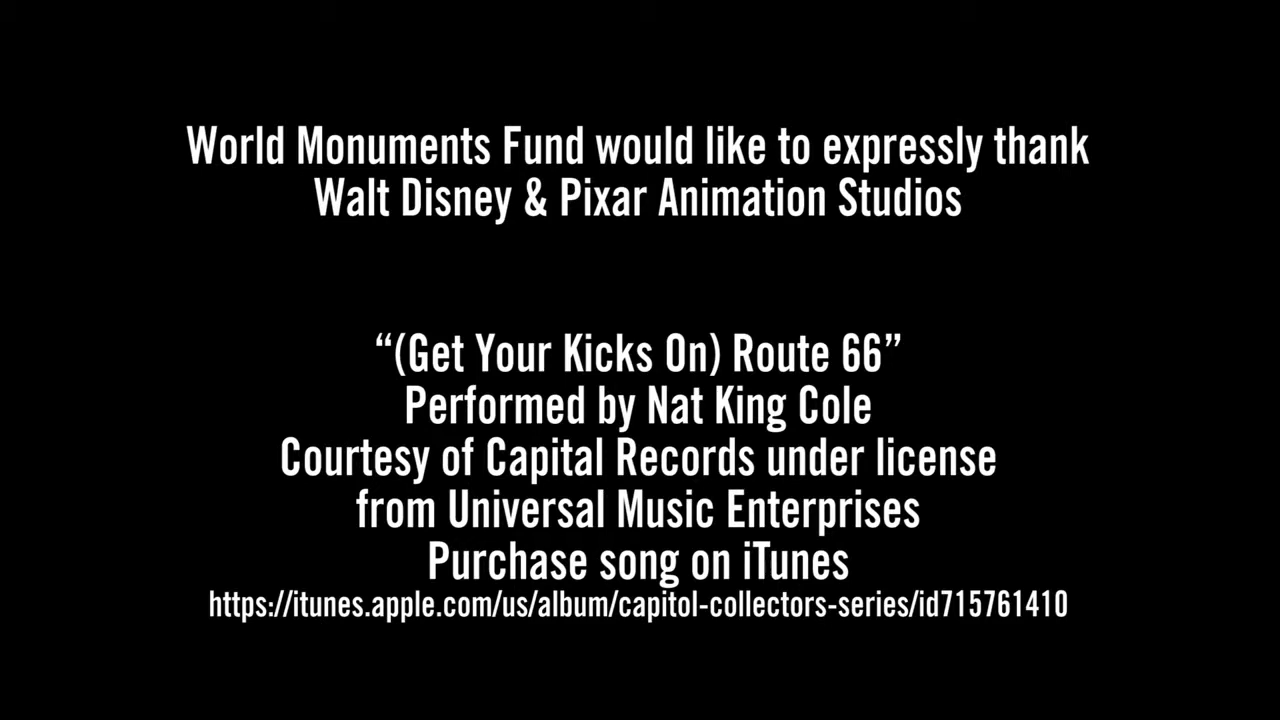 World Monuments Fund would like to expressly thank
Walt Disney & Pixar Animation Studios
“(Get Your Kicks On) Route 66”
Performed by Nat King Cole
Courtesy of Capital Records under license
from Universal Music Enterprises
Purchase song on iTunes
https://itunes.apple.com/us/album/capitol-collectors-series/id715761410